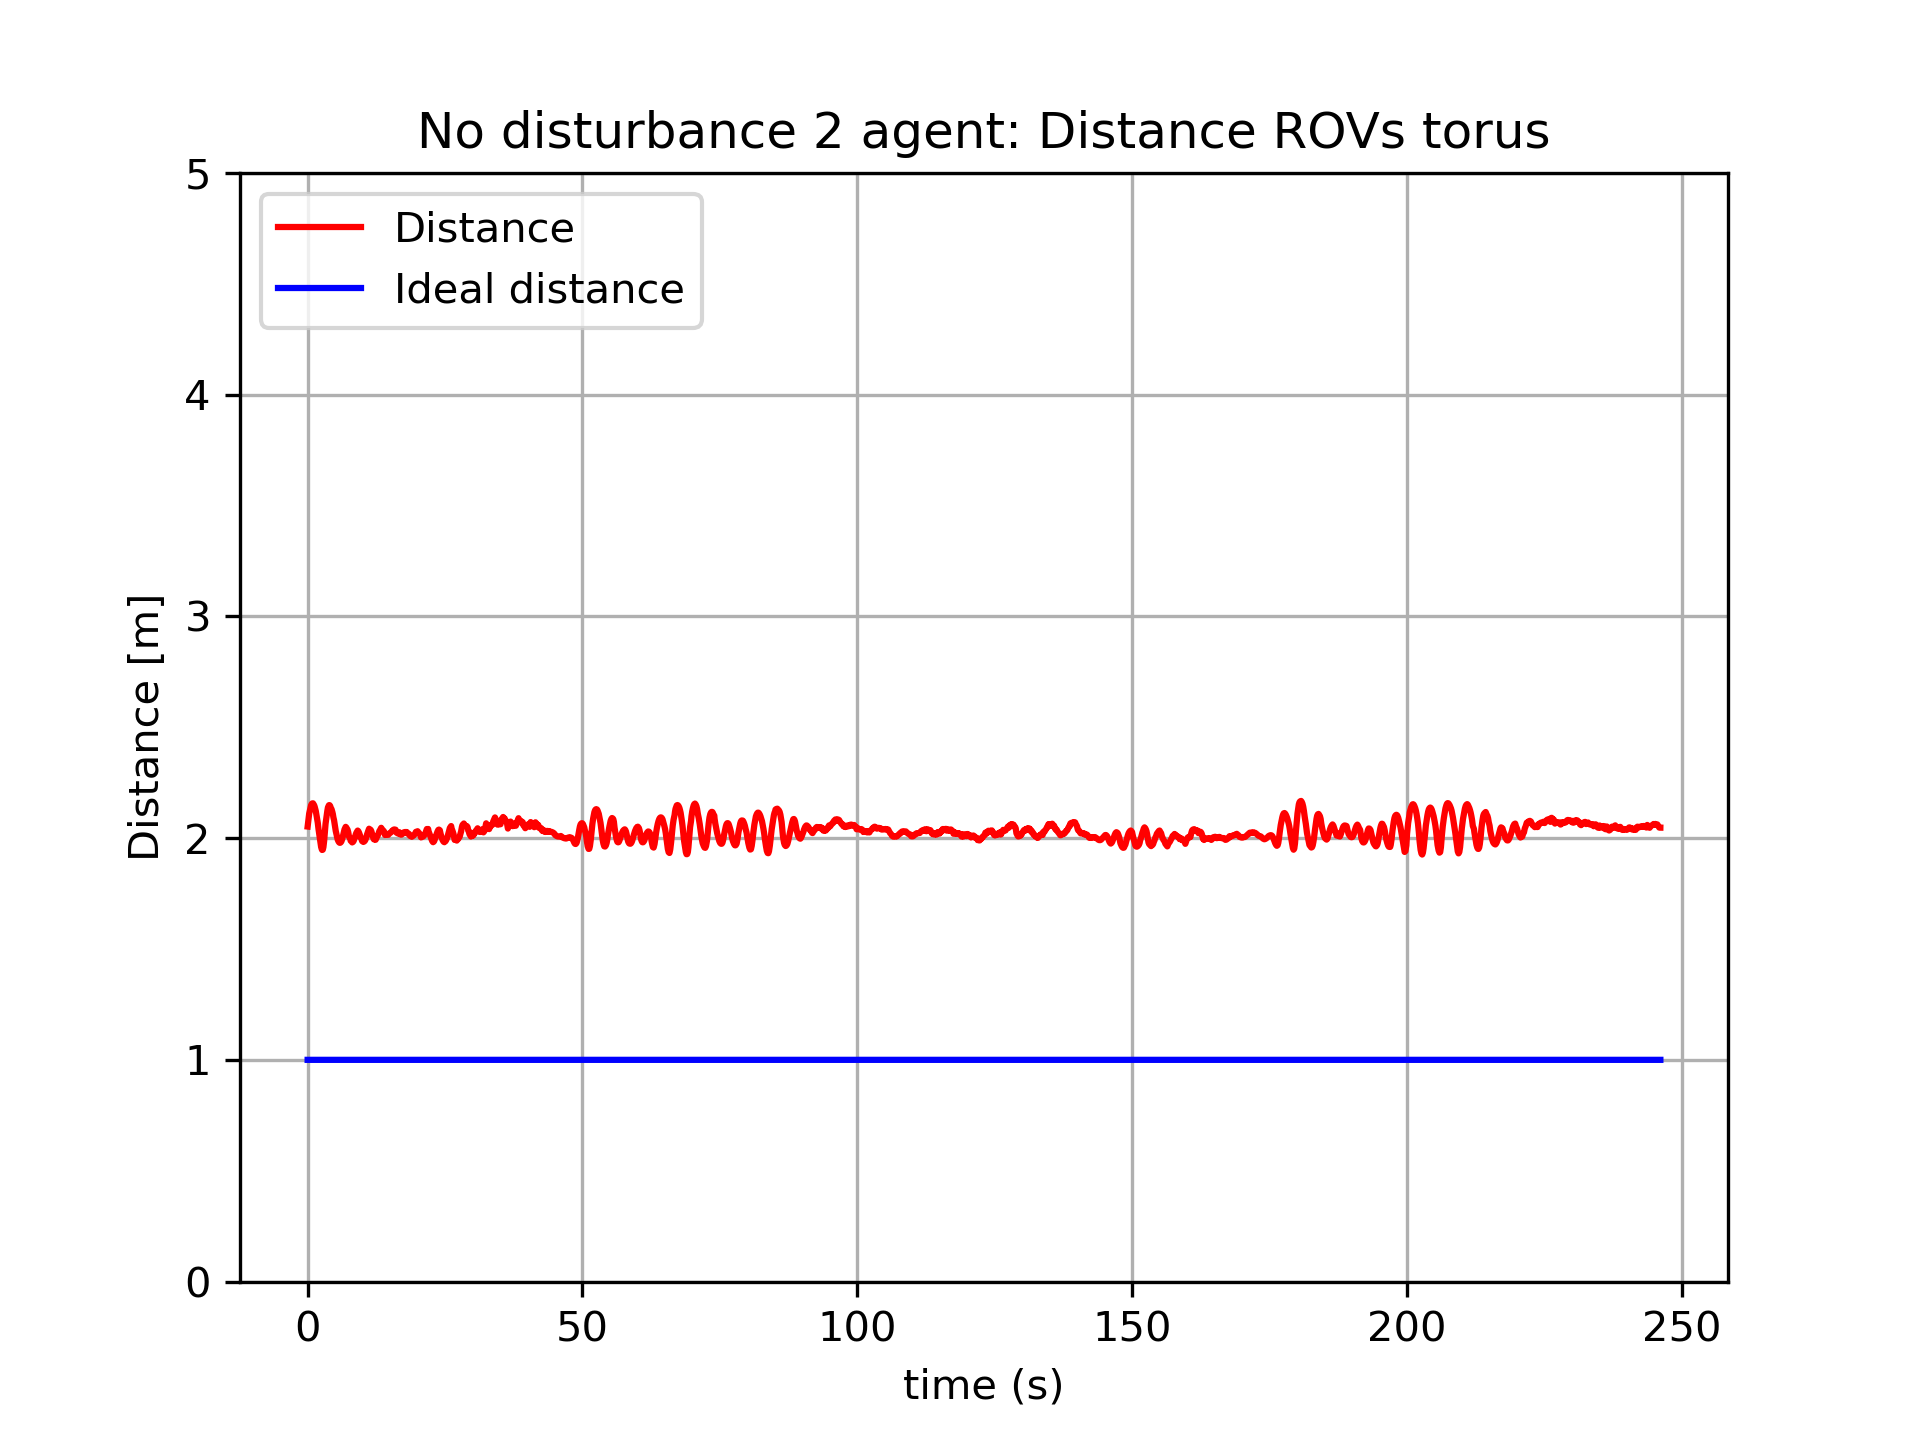 No disturbance 2 agent: Distance ROVs torus
Distance
Ideal distance
5
4
3
2
1
0
Distance [m]
0 50 100 150 200 250
time (s)